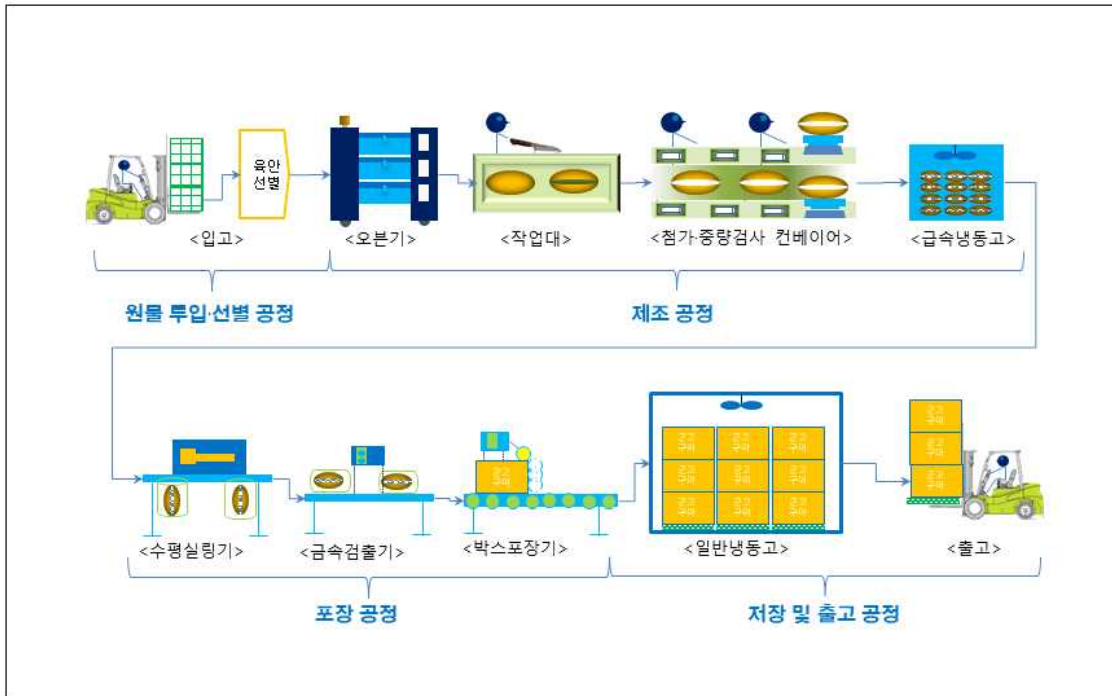 육안
선별
<입고>
<오븐기>
<작업대>
<첨가·중량검사 컨베이어>
<급속냉동고>
원물 투입·선별 공정
제조 공정
<수평실링기>
<금속검출기>
<박스포장기>
<일반냉동고>
<출고>
포장 공정
저장 및 출고 공정